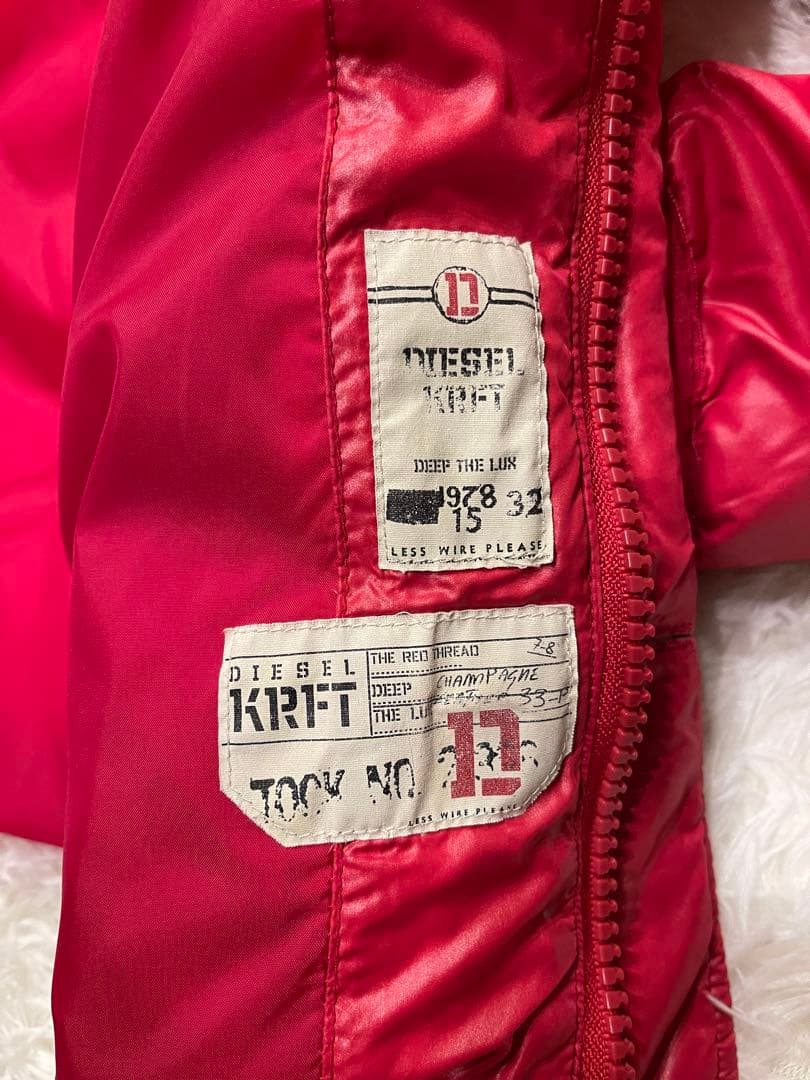 D
DIESEL
KRFT
DEEP THE LUX
1978 32
15
LESS WIRE PLEASE
DIESEL
KRFT
THE RED THREAD 7-8
DEEP CHAMPAGNE
THE LUX 33-P
D
TOCK NO.
LESS WIRE PLEASE